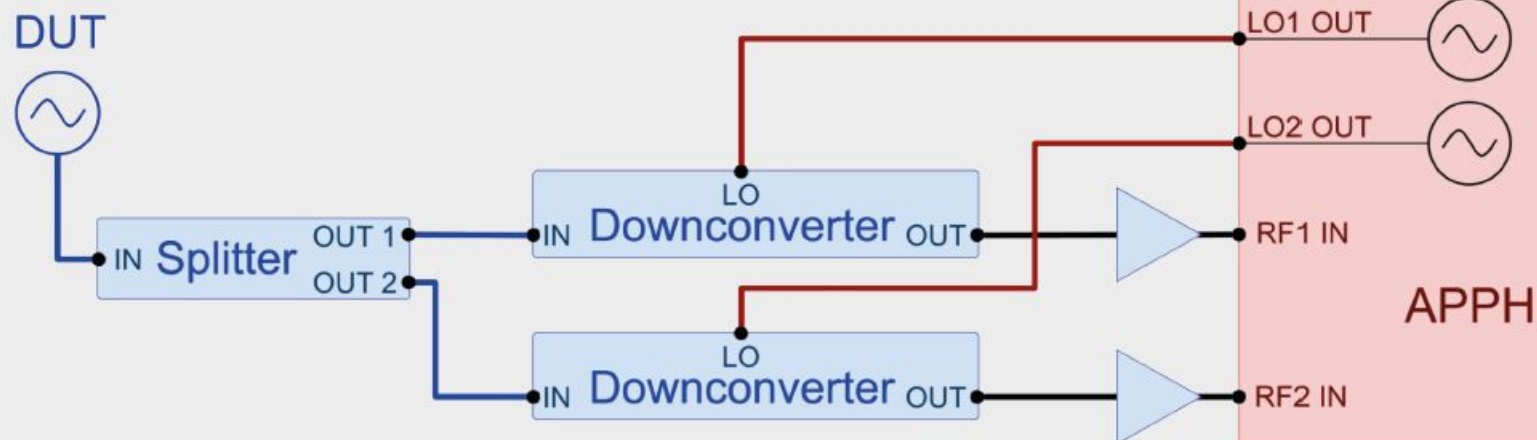 DUT
LO1 OUT
LO2 OUT
LO
IN Downconverter OUT
RF1 IN
IN Splitter OUT 1
OUT 2
APPH
LO
IN Downconverter OUT
RF2 IN